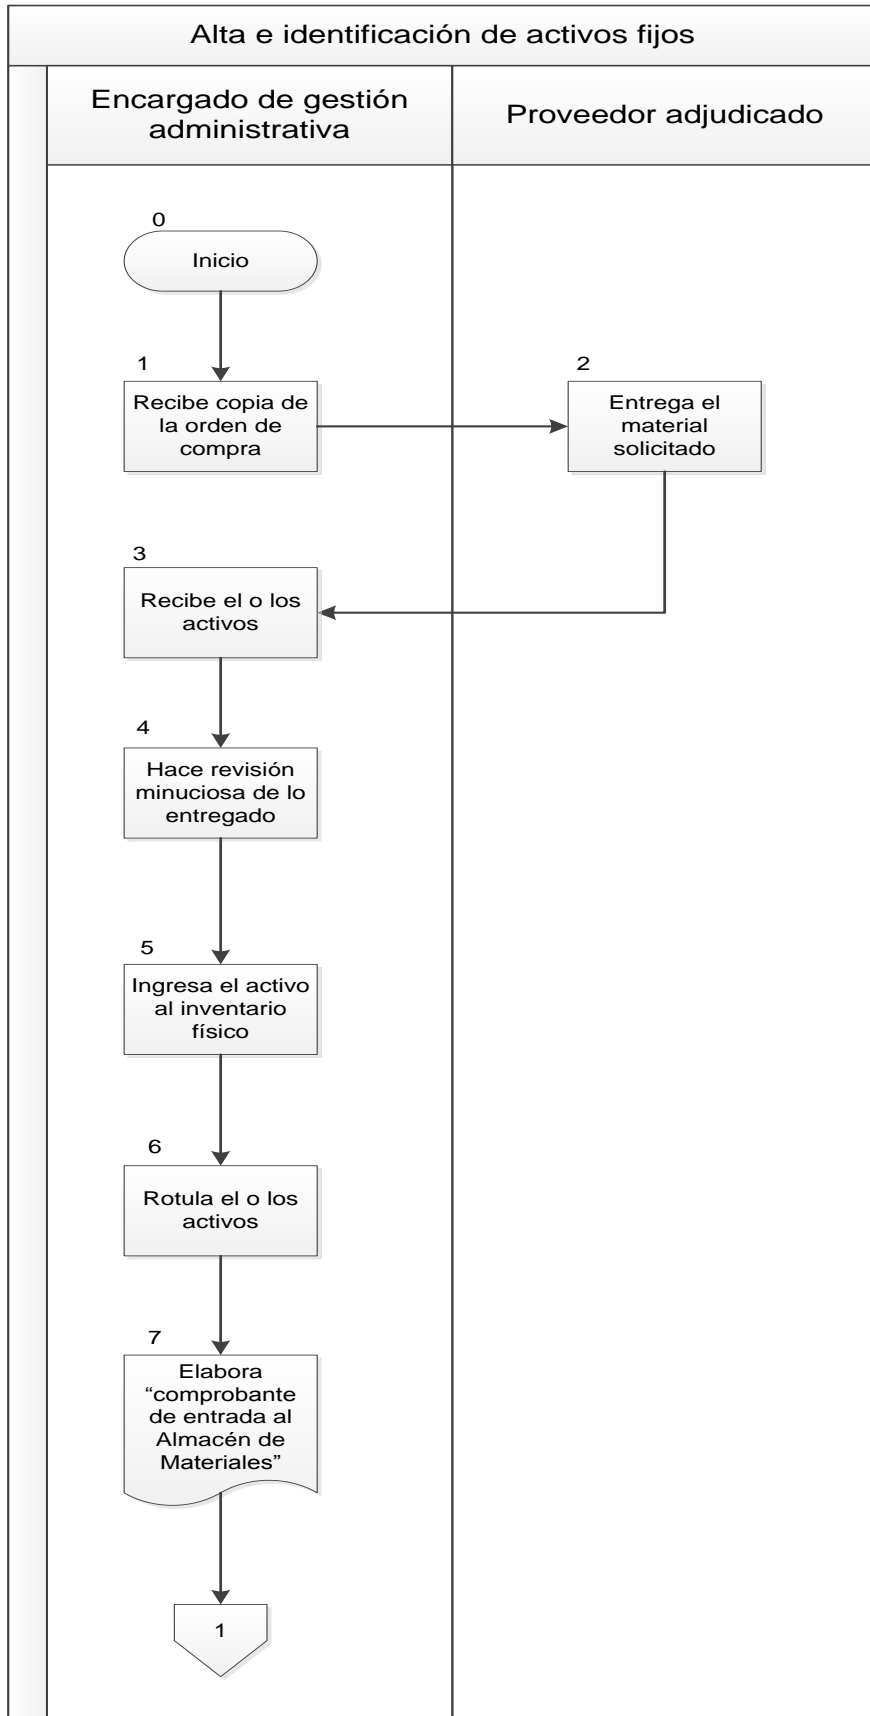 Alta e identificación de activos fijos
Encargado de gestión
administrativa
Proveedor adjudicado
0
Inicio
1
Recibe copia de
la orden de
compra
2
Entrega el
material
solicitado
3
Recibe el o los
activos
4
Hace revisión
minuciosa de lo
entregado
5
Ingresa el activo
al inventario
físico
6
Rotula el o los
activos
7
Elabora
“comprobante
de entrada al
Almacén de
Materiales”
1